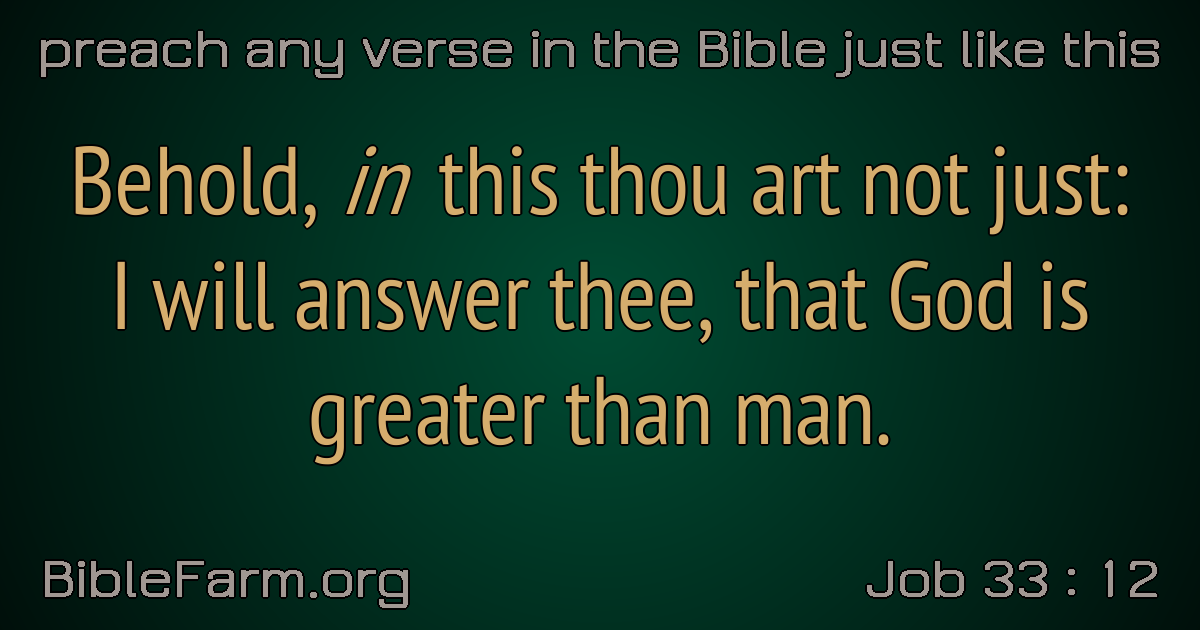 preach any verse in the Bible just like this
Behold, in this thou art not just:
I will answer thee, that God is
greater than man.
BibleFarm.org
Job 33 : 12